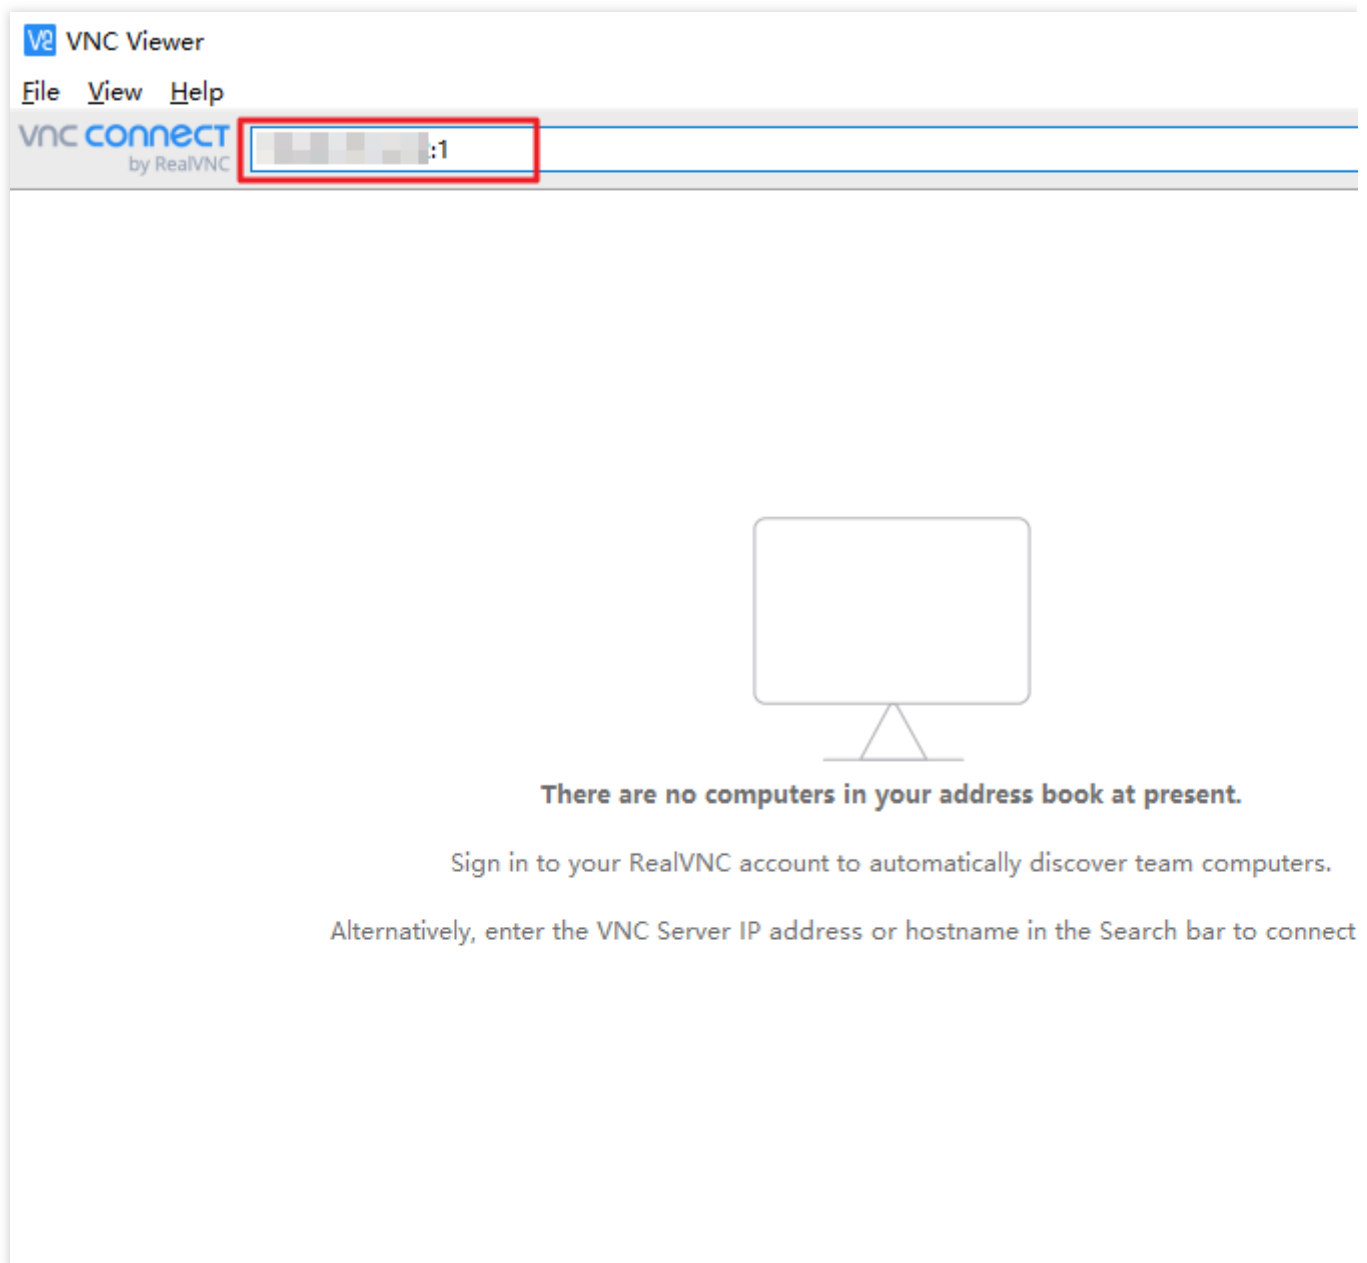 VNC Viewer
File View Help
vnc connect
by RealVNC
:1
There are no computers in your address book at present.
Sign in to your RealVNC account to automatically discover team computers.
Alternatively, enter the VNC Server IP address or hostname in the Search bar to connect